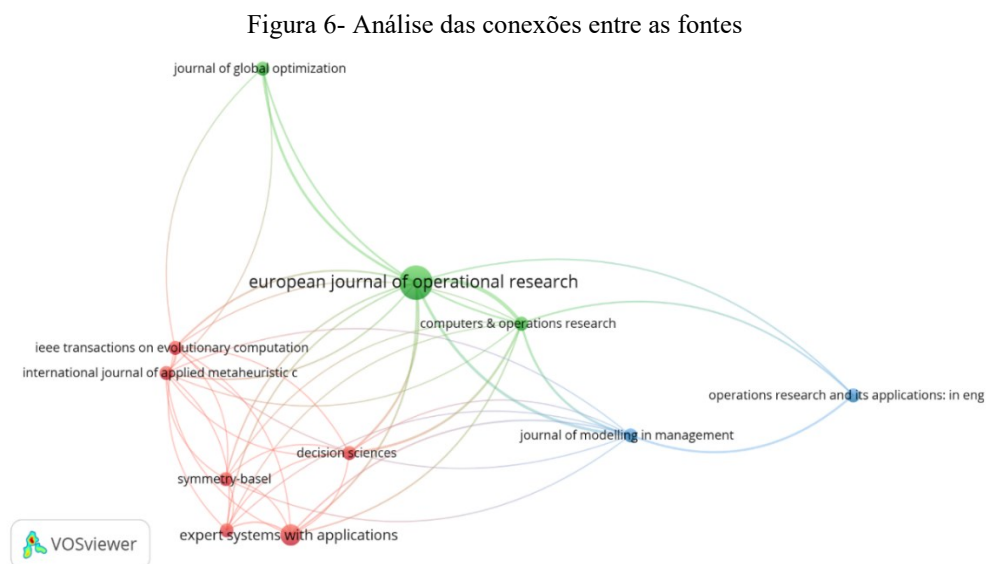 Figura 6- Análise das conexões entre as fontes
journal of global optimization
european journal of operational research
computers & operations research
ieee transactions on evolutionary computation
international journal of applied metaheuristic c
operations research and its applications: in eng
journal of modelling in management
decision sciences
symmetry-basel
expert systems with applications
VOSviewer